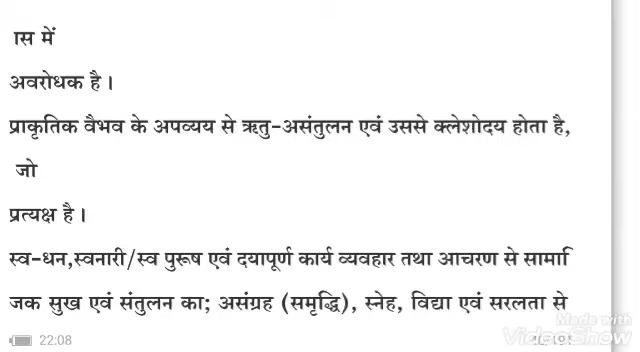 ास में
अवरोधक है ।
प्राकृतिक वैभव के अपव्यय से ऋतु-असंतुलन एवं उससे क्लेशोदय होता है,
जो
प्रत्यक्ष है ।
स्व-धन,स्वनारी/स्व पुरूष एवं दयापूर्ण कार्य व्यवहार तथा आचरण से सामाि
जक सुख एवं संतुलन का; असंग्रह (समृद्धि), स्नेह, विद्या एवं सरलता से
22:08
Made with
VideoShow